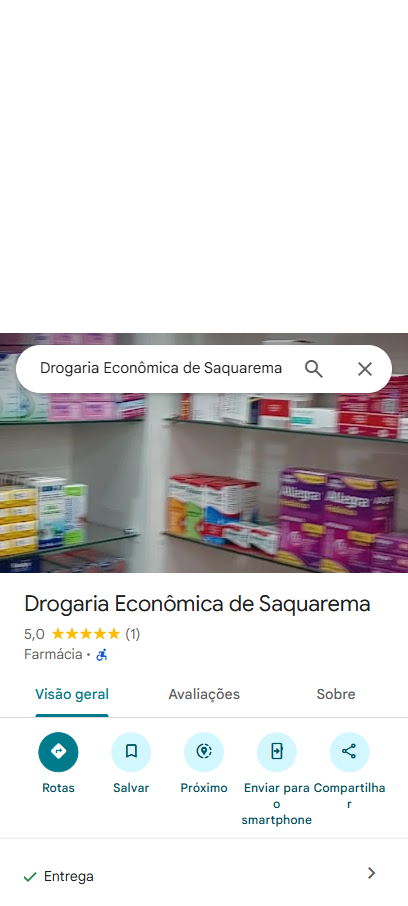 Drogaria Econômica de Saquarema
Allegra
Allegra
Drogaria Econômica de Saquarema
5,0 (1)
Farmácia ·
Visão geral Avaliações Sobre
Rotas Salvar Próximo Enviar para o smartphone Compartilhar
Entrega